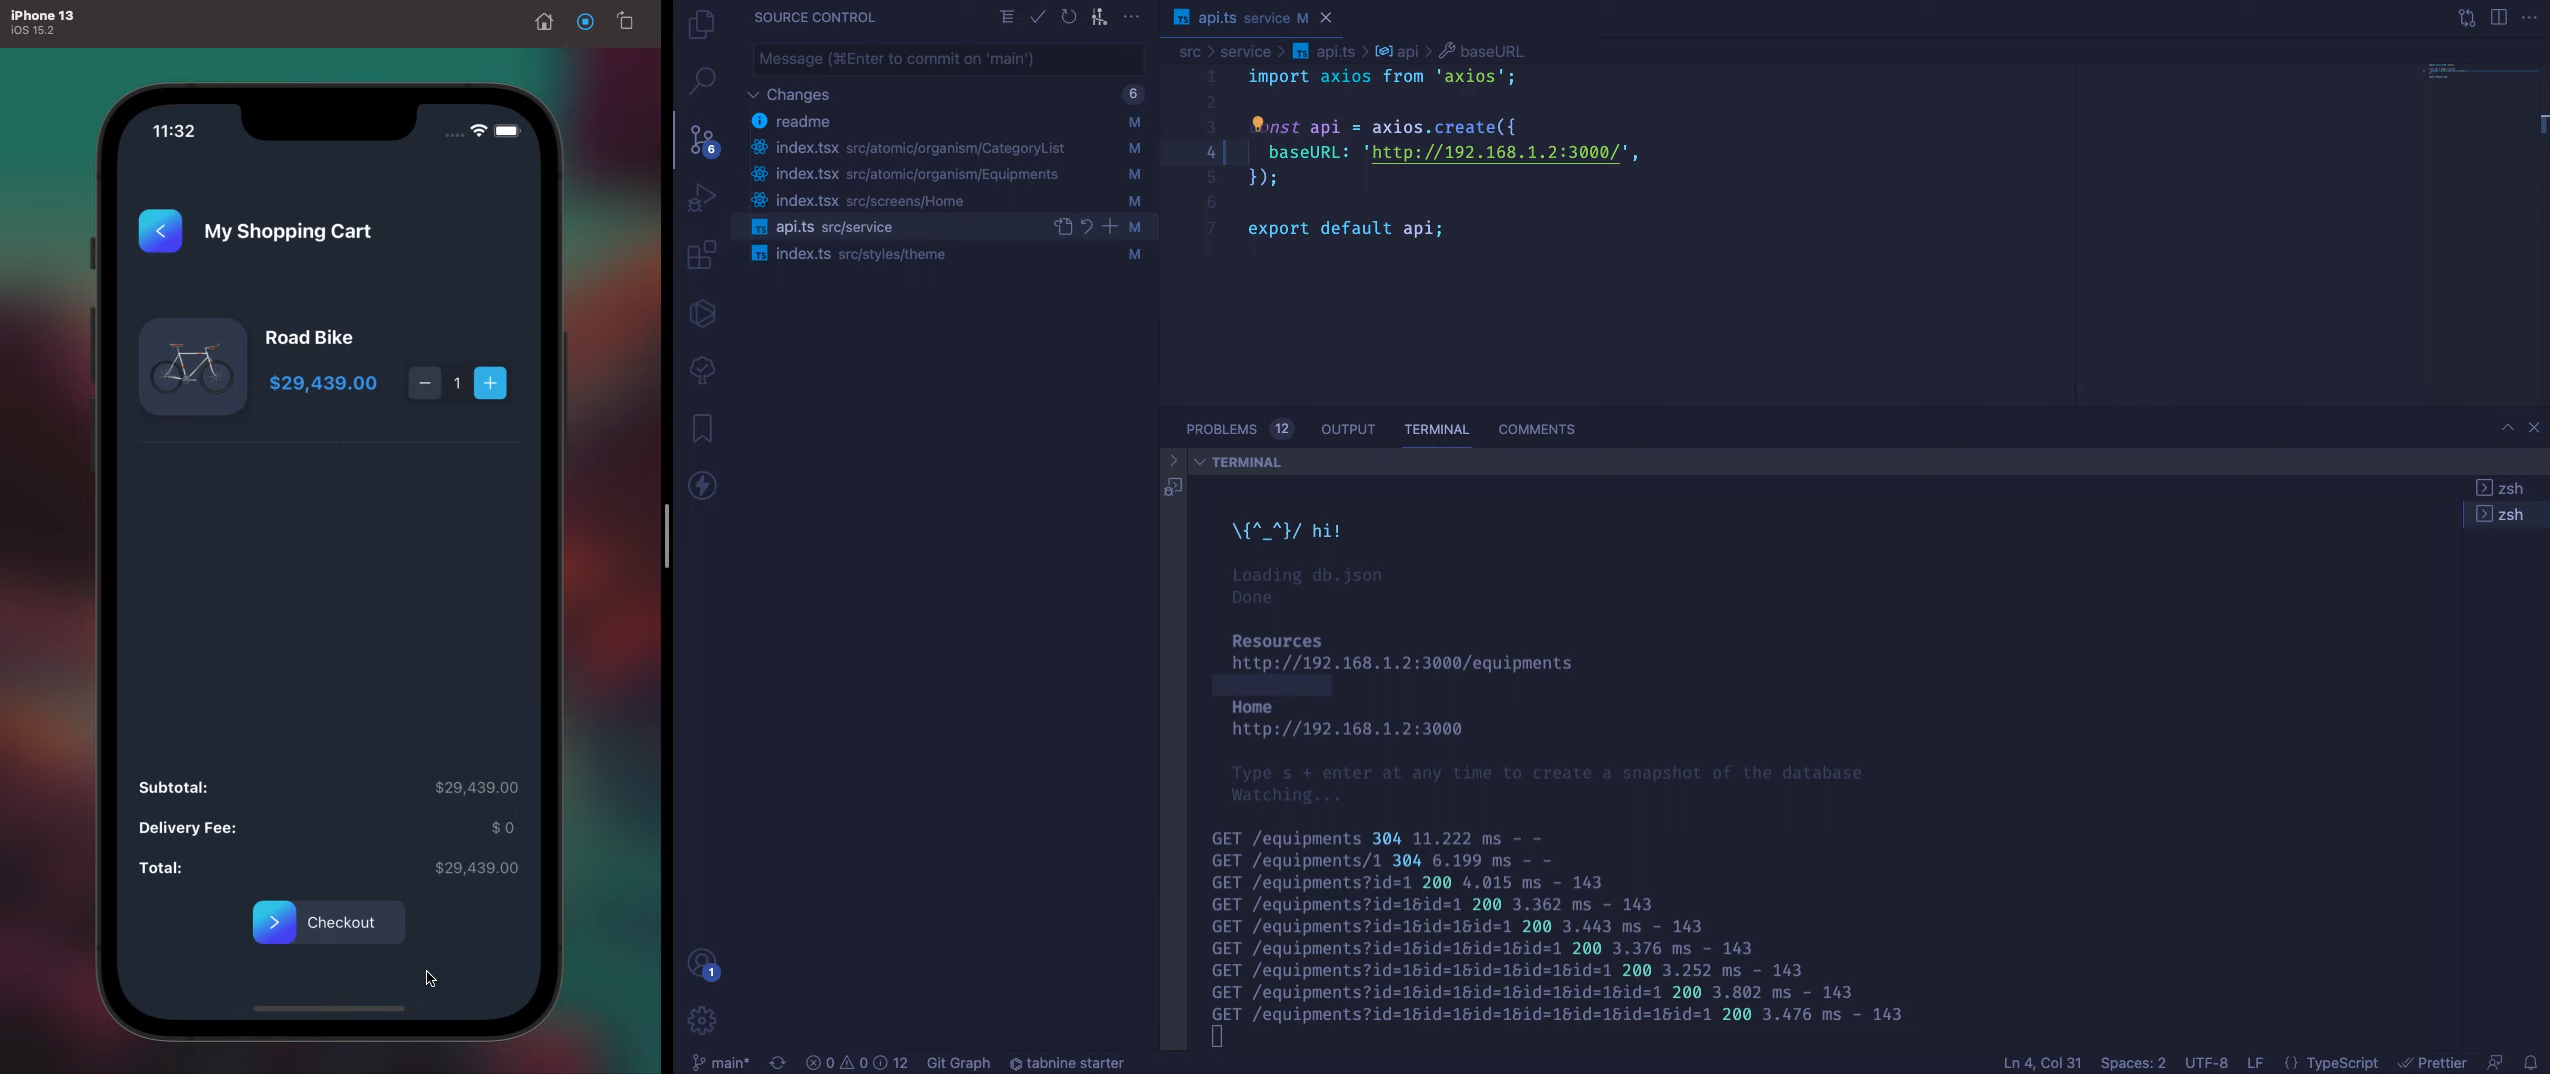 iPhone 13
iOS 15.2
11:32
My Shopping Cart
Road Bike
$29,439.00
1
Subtotal:
$29,439.00
Delivery Fee:
$ 0
Total:
$29,439.00
Checkout
6
1
SOURCE CONTROL
Message (⌘Enter to commit on 'main')
Changes
6
readme
M
index.tsx src/atomic/organism/CategoryList
M
index.tsx src/atomic/organism/Equipments
M
index.tsx src/screens/Home
M
TS api.ts src/service
M
TS index.ts src/styles/theme
M
TS api.ts service M
src > service > TS api.ts > api > baseURL
1 import axios from 'axios';
2
3 const api = axios.create({
4 baseURL: 'http://192.168.1.2:3000/',
5 });
6
7 export default api;
PROBLEMS 12 OUTPUT TERMINAL COMMENTS
TERMINAL
zsh
zsh
\{^_^}/ hi!
Loading db.json
Done
Resources
http://192.168.1.2:3000/equipments
Home
http://192.168.1.2:3000
Type s + enter at any time to create a snapshot of the database
Watching...
GET /equipments 304 11.222 ms - -
GET /equipments/1 304 6.199 ms - -
GET /equipments?id=1 200 4.015 ms - 143
GET /equipments?id=1&id=1 200 3.362 ms - 143
GET /equipments?id=1&id=1&id=1 200 3.443 ms - 143
GET /equipments?id=1&id=1&id=1&id=1 200 3.376 ms - 143
GET /equipments?id=1&id=1&id=1&id=1&id=1 200 3.252 ms - 143
GET /equipments?id=1&id=1&id=1&id=1&id=1&id=1 200 3.802 ms - 143
GET /equipments?id=1&id=1&id=1&id=1&id=1&id=1&id=1 200 3.476 ms - 143
main* 0 0 12 Git Graph tabnine starter
Ln 4, Col 31 Spaces: 2 UTF-8 LF {} TypeScript Prettier